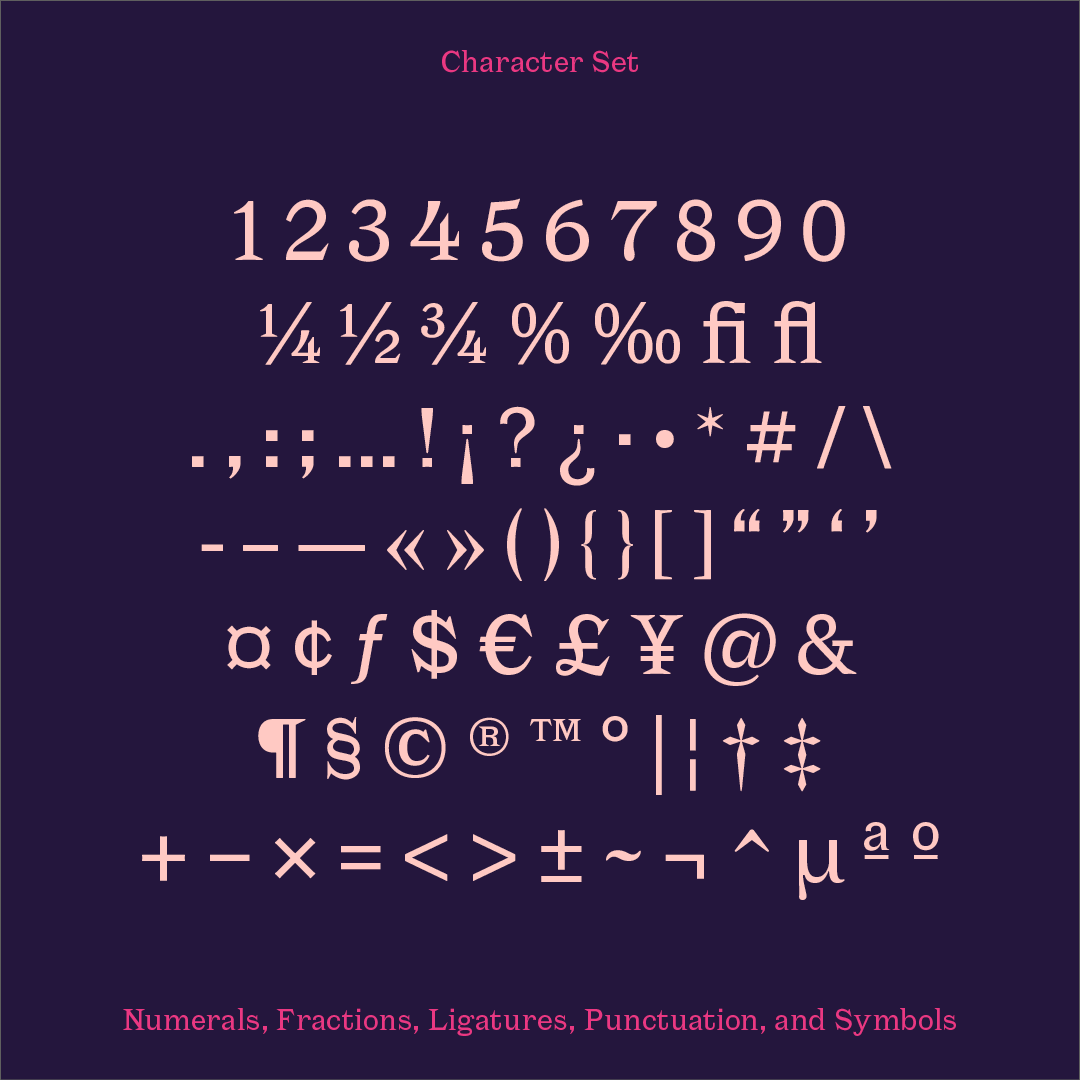 Character Set
1 2 3 4 5 6 7 8 9 0
¼ ½ ¾ % ‰ ﬁ ﬂ
. , : ; … ! ¡ ? ¿ · • * # / \
- – — « » ( ) { } [ ] “ ” ‘ ’
¤ ¢ ƒ $ € £ ¥ @ &
¶ § © ® ™ ° | ¦ † ‡
+ − × = < > ± ~ ¬ ^ µ ª º
Numerals, Fractions, Ligatures, Punctuation, and Symbols